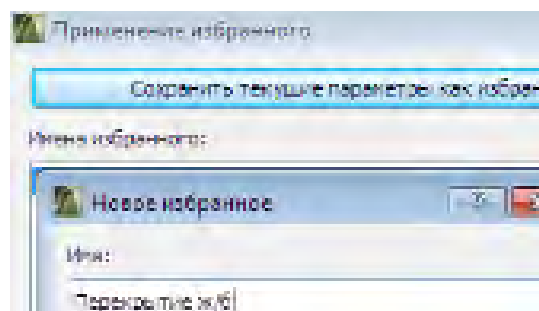 Применение избранного
Сохранить текущие параметры как избран
Имена избранного:
Новое избранное
Имя:
Перекрытие ж/б